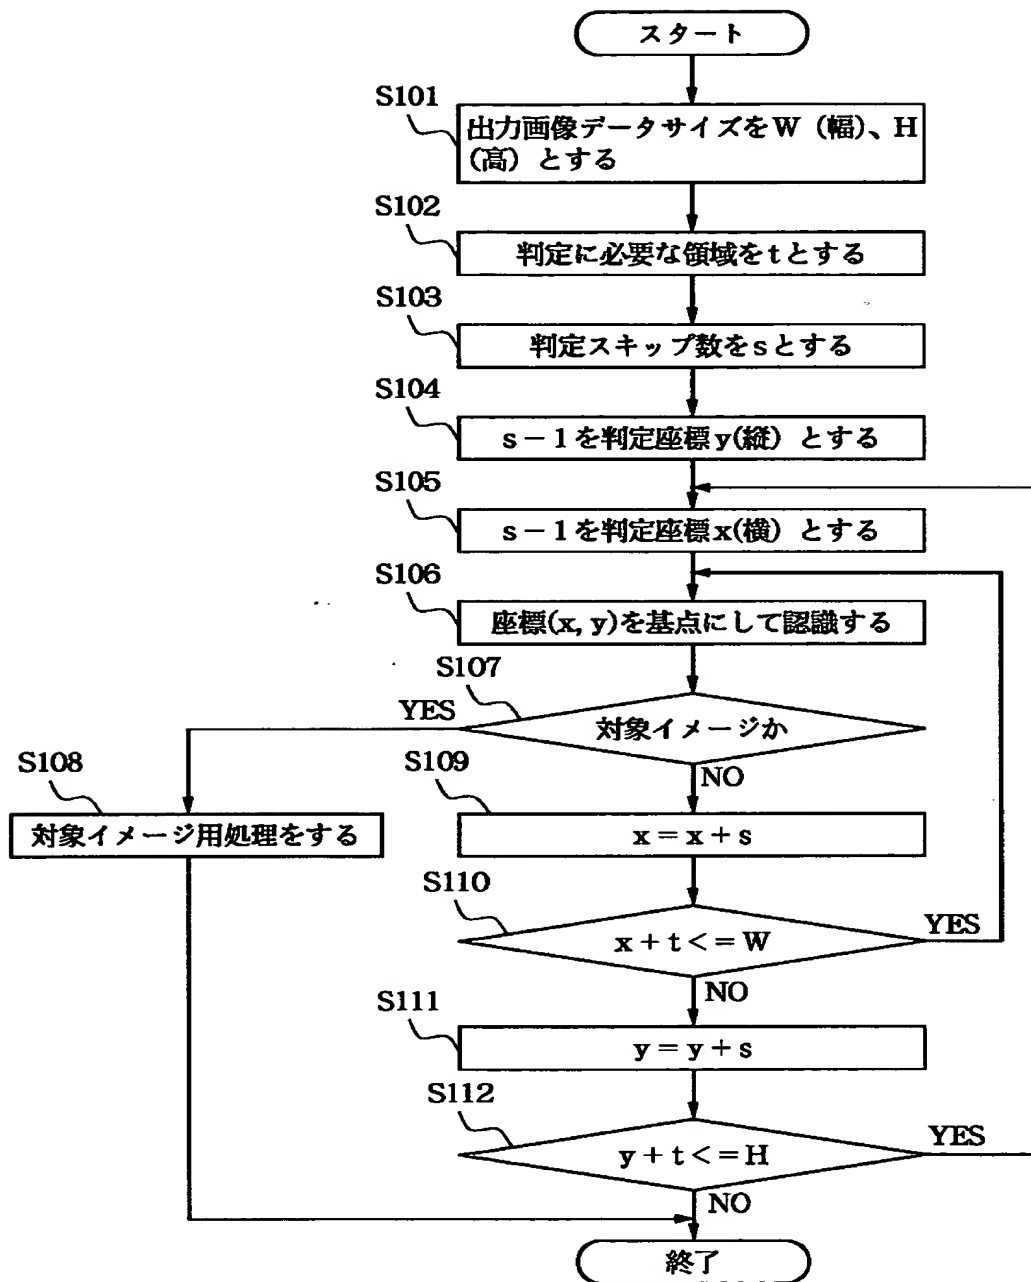 スタート
S101
出力画像データサイズをW（幅）、H
（高）とする
S102
判定に必要な領域をtとする
S103
判定スキップ数をsとする
S104
s－1を判定座標y(縦）とする
S105
s－1を判定座標x(横）とする
S106
座標(x, y)を基点にして認識する
S107
YES
対象イメージか
NO
S108
対象イメージ用処理をする
S109
x = x + s
S110
x + t < = W
YES
NO
S111
y = y + s
S112
y + t < = H
YES
NO
終了